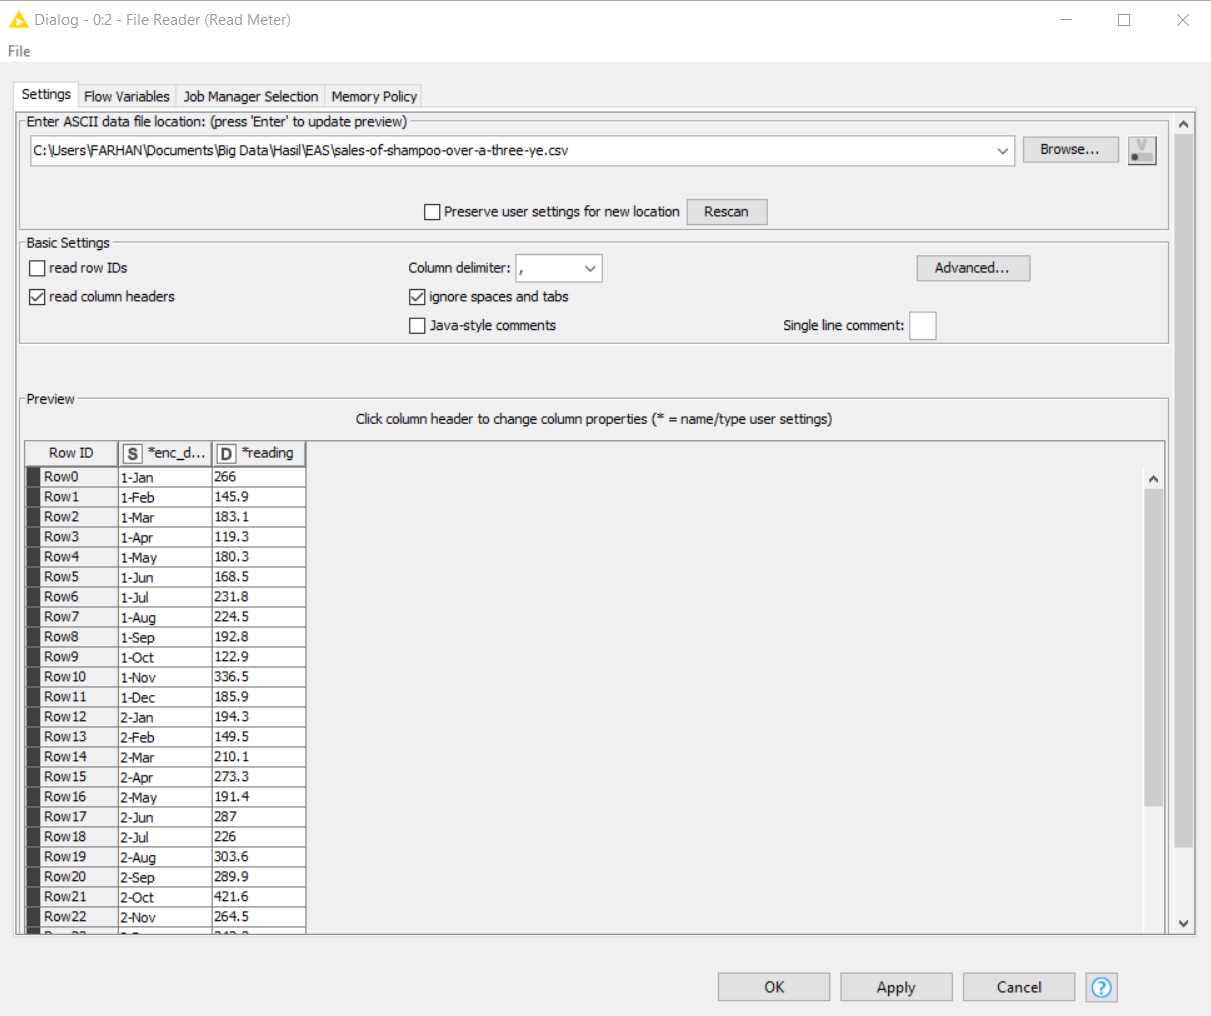 Dialog - 0:2 - File Reader (Read Meter)
File
Settings Flow Variables Job Manager Selection Memory Policy
Enter ASCII data file location: (press 'Enter' to update preview)
C:\Users\FARHAN\Documents\Big Data\Hasil\EAS\sales-of-shampoo-over-a-three-ye.csv Browse... V
Preserve user settings for new location Rescan
Basic Settings
read row IDs Column delimiter: , Advanced...
read column headers ignore spaces and tabs
Java-style comments Single line comment:
Preview
Click column header to change column properties (* = name/type user settings)
Row ID S *enc_d... D *reading
Row0 1-Jan 266
Row1 1-Feb 145.9
Row2 1-Mar 183.1
Row3 1-Apr 119.3
Row4 1-May 180.3
Row5 1-Jun 168.5
Row6 1-Jul 231.8
Row7 1-Aug 224.5
Row8 1-Sep 192.8
Row9 1-Oct 122.9
Row10 1-Nov 336.5
Row11 1-Dec 185.9
Row12 2-Jan 194.3
Row13 2-Feb 149.5
Row14 2-Mar 210.1
Row15 2-Apr 273.3
Row16 2-May 191.4
Row17 2-Jun 287
Row18 2-Jul 226
Row19 2-Aug 303.6
Row20 2-Sep 289.9
Row21 2-Oct 421.6
Row22 2-Nov 264.5
OK Apply Cancel ?